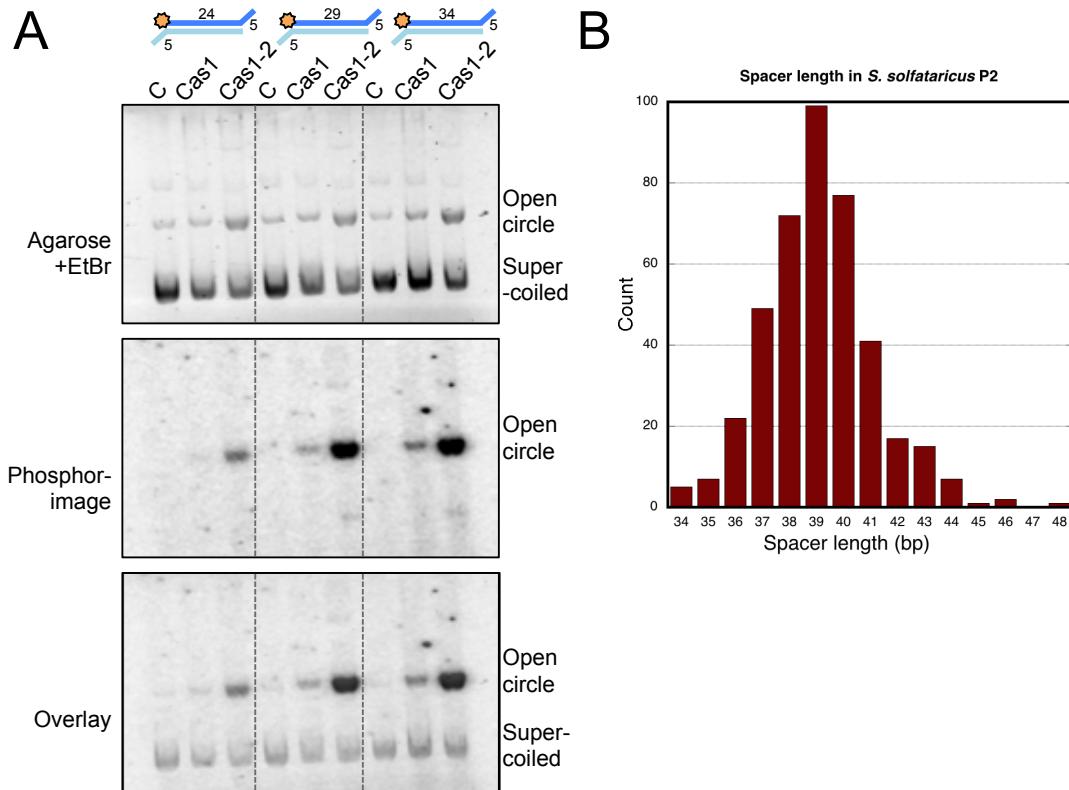 A
24
5
5
29
5
5
34
5
5
C
Cas1
Cas1-2
C
Cas1
Cas1-2
C
Cas1
Cas1-2
Agarose
+EtBr
Open
circle
Super
-coiled
Phosphor-
image
Open
circle
Overlay
Open
circle
Super-
coiled
B
Spacer length in S. solfataricus P2
Count
100
80
60
40
20
0
34 35 36 37 38 39 40 41 42 43 44 45 46 47 48
Spacer length (bp)